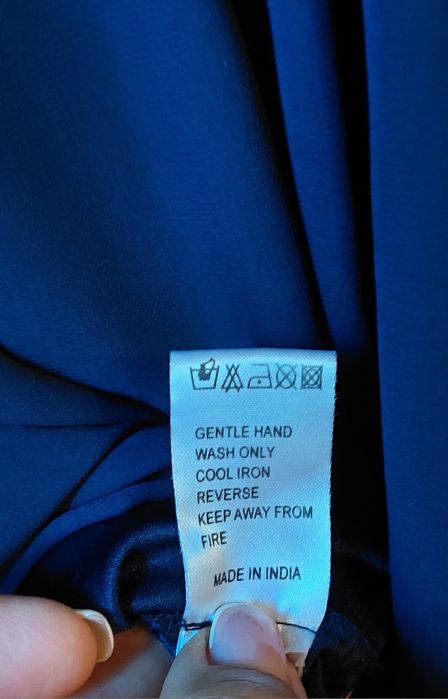 GENTLE HAND
WASH ONLY
COOL IRON
REVERSE
KEEP AWAY FROM
FIRE
MADE IN INDIA